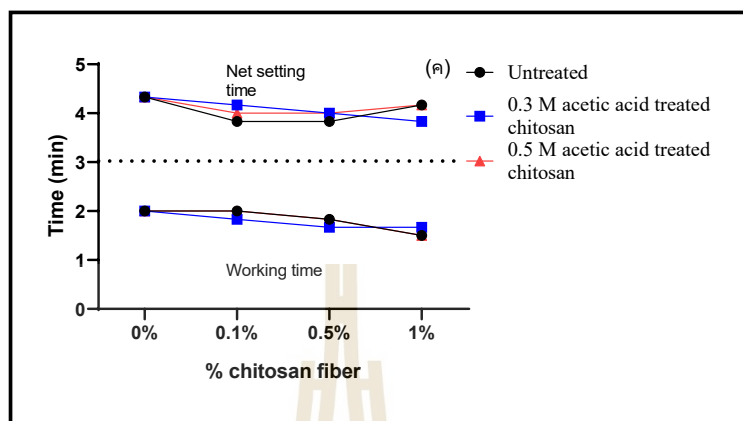 Net setting
time
(ค)
Untreated
0.3 M acetic acid treated
chitosan
0.5 M acetic acid treated
chitosan
Time (min)
5
4
3
2
1
0
Working time
0%
0.1%
0.5%
1%
% chitosan fiber